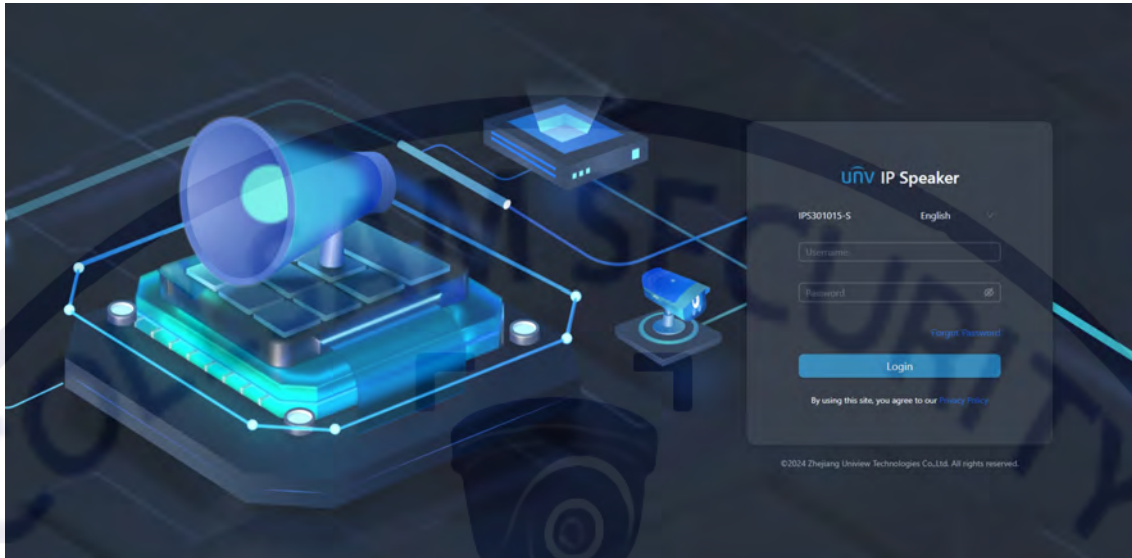 unv IP Speaker
IPS301015-S English
Username
Password
Forgot Password
Login
By using this site, you agree to our Privacy Policy
©2024 Zhejiang Uniview Technologies Co.,Ltd. All rights reserved.
M SECURITY